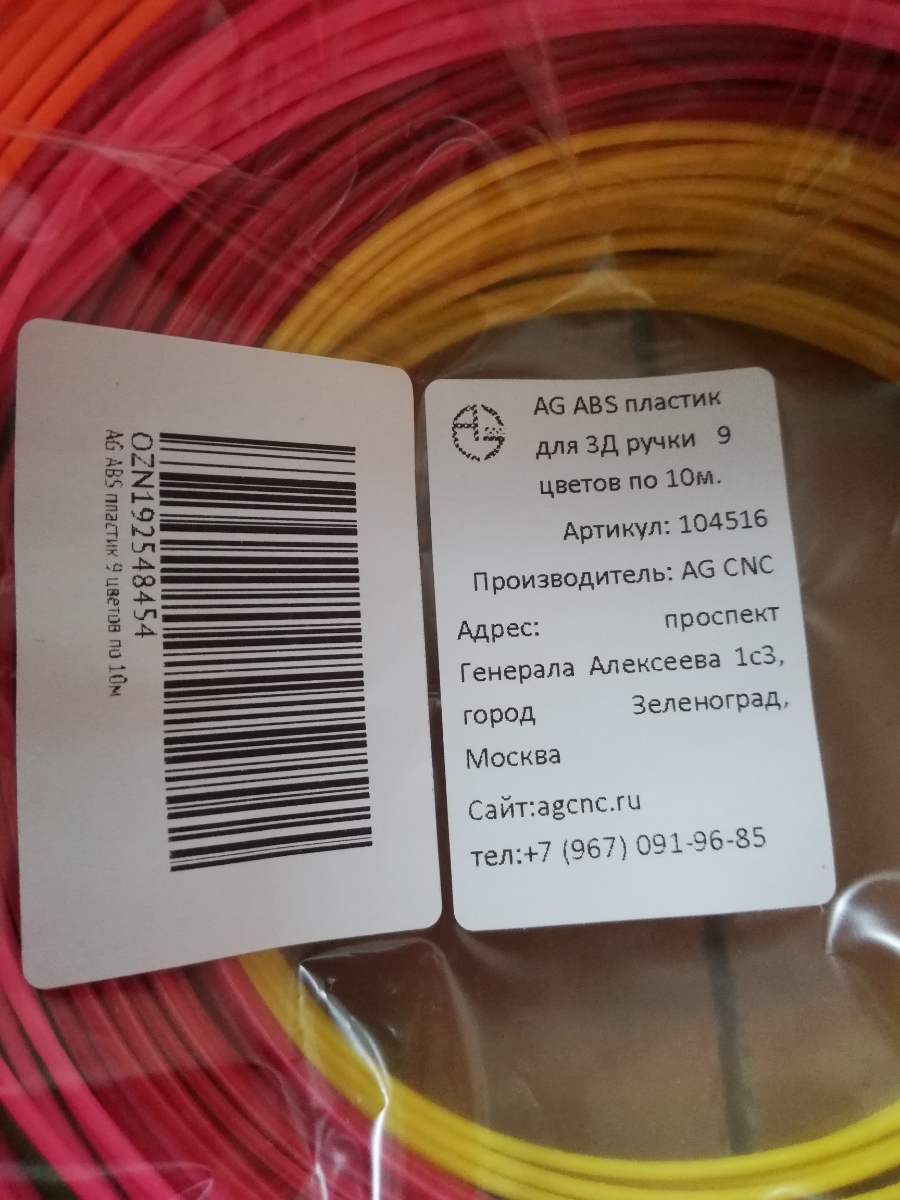 OZN192548454
AG ABS пластик 9 цветов по 10м
AG ABS пластик
для 3Д ручки 9
цветов по 10м.
Артикул: 104516
Производитель: AG CNC
Адрес: проспект
Генерала Алексеева 1с3,
город Зеленоград,
Москва
Сайт:agcnc.ru
тел:+7 (967) 091-96-85